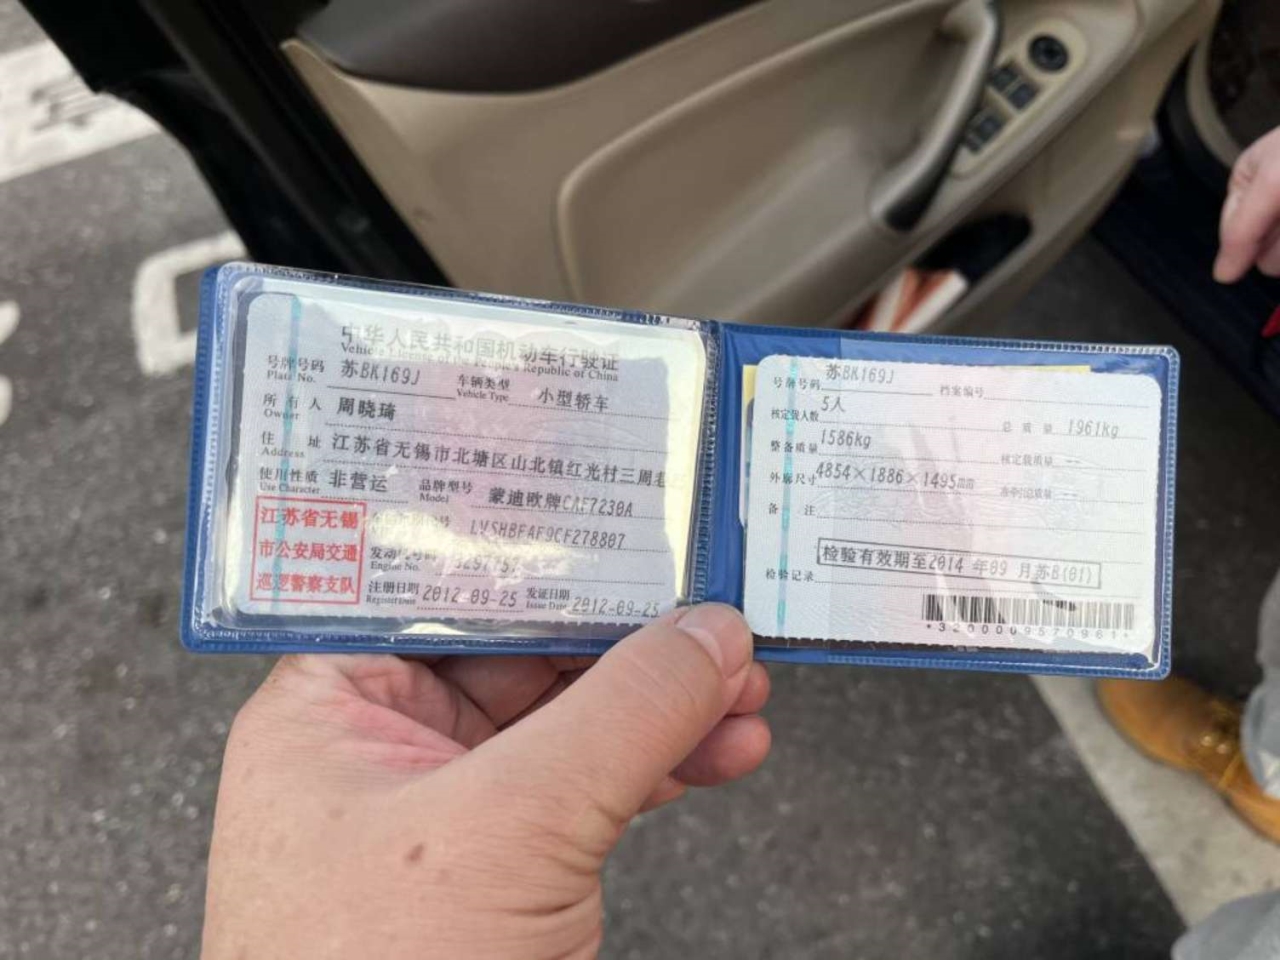 中华人民共和国机动车行驶证
Vehicle License of the People's Republic of China
号牌号码 苏BK169J 车辆类型 小型轿车
Plate No. Vehicle Type
所有人 周晓琦
Owner
住址 江苏省无锡市北塘区山北镇红光村三周巷
Address
使用性质 非营运 品牌型号 蒙迪欧牌CAF7230A
Use Character Model
江苏省无锡
市公安局交通
巡逻警察支队
LVSHBFAF9CF278807
发动机号码
Engine No.
注册日期 2012-09-25 发证日期 2012-09-25
Register Date Issue Date
号牌号码 苏BK169J 档案编号
核定载人数 5人 总质量 1961kg
整备质量 1586kg 核定载质量 --
外廓尺寸 4854×1886×1495mm 准牵引总质量 --
备注
检验记录 检验有效期至2014年09月苏B(01)
*3200009570961*